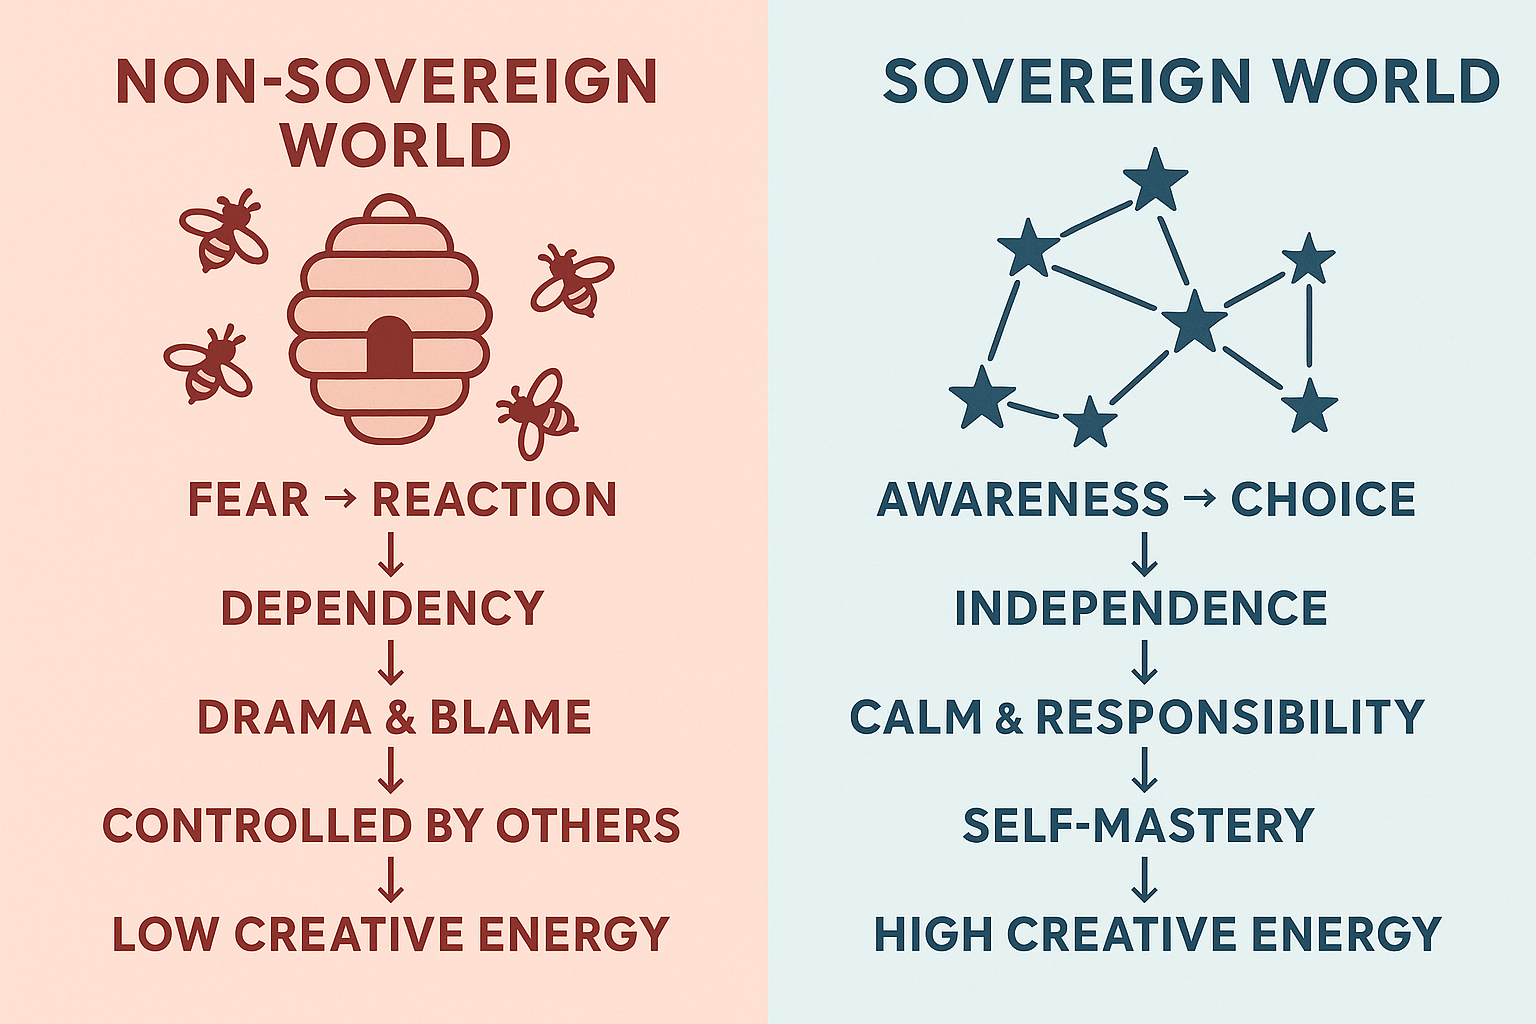 NON-SOVEREIGN
WORLD
FEAR → REACTION
↓
DEPENDENCY
↓
DRAMA & BLAME
↓
CONTROLLED BY OTHERS
↓
LOW CREATIVE ENERGY
SOVEREIGN WORLD
AWARENESS → CHOICE
↓
INDEPENDENCE
↓
CALM & RESPONSIBILITY
↓
SELF-MASTERY
↓
HIGH CREATIVE ENERGY